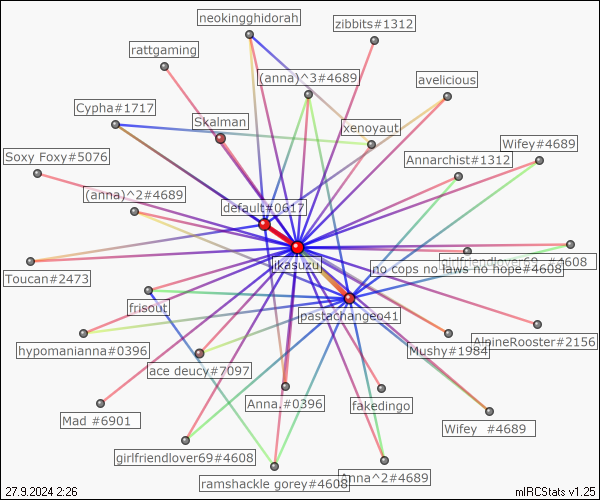 neokingghidorah
zibbits#1312
rattgaming
(anna)^3#4689
avelicious
Cypha#1717
Skalman
xenoyaut
Wifey#4689
Soxy Foxy#5076
Annarchist#1312
(anna)^2#4689
default#0617
ikasuzu
no cops no laws no hope#4608
Toucan#2473
frisout
pastachangeo41
hypomanianna#0396
AlpineRooster#2156
Mushy#1984
ace deucy#7097
Anna.#0396
fakedingo
Mad #6901
Wifey  #4689
girlfriendlover69#4608
ramshackle gorey#4608
Anna^2#4689
27.9.2024 2:26
mIRCStats v1.25